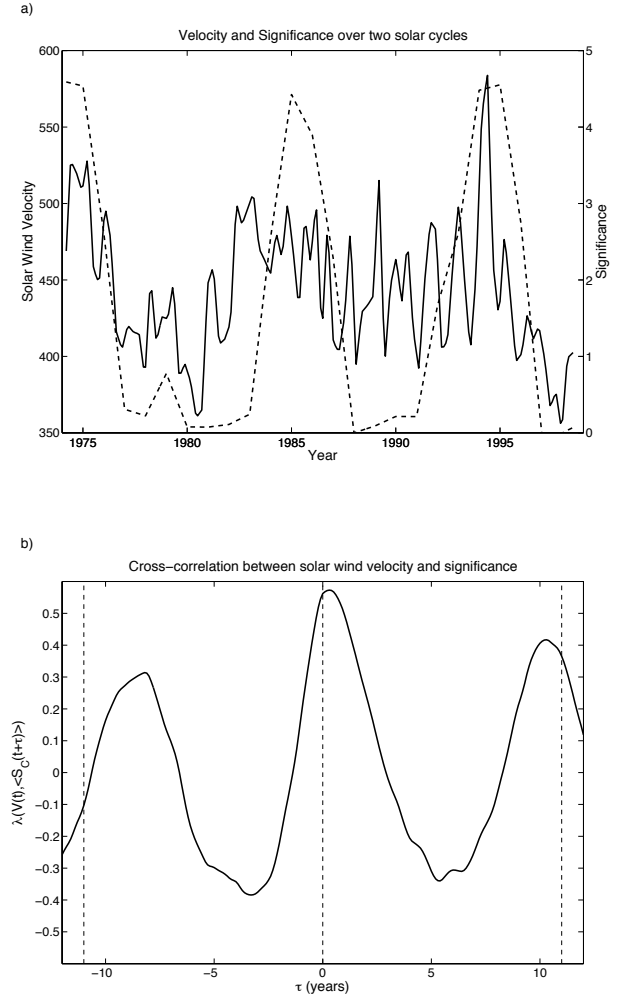 a)
Velocity and Significance over two solar cycles
600
550
500
450
400
350
5
4
3
2
1
0
Solar Wind Velocity
Significance
1975 1980 1985 1990 1995
Year
b)
Cross−correlation between solar wind velocity and significance
0.5
0.4
0.3
0.2
0.1
0
−0.1
−0.2
−0.3
−0.4
−0.5
λ(V(t),<S_C(t+τ)>)
−10 −5 0 5 10
τ (years)